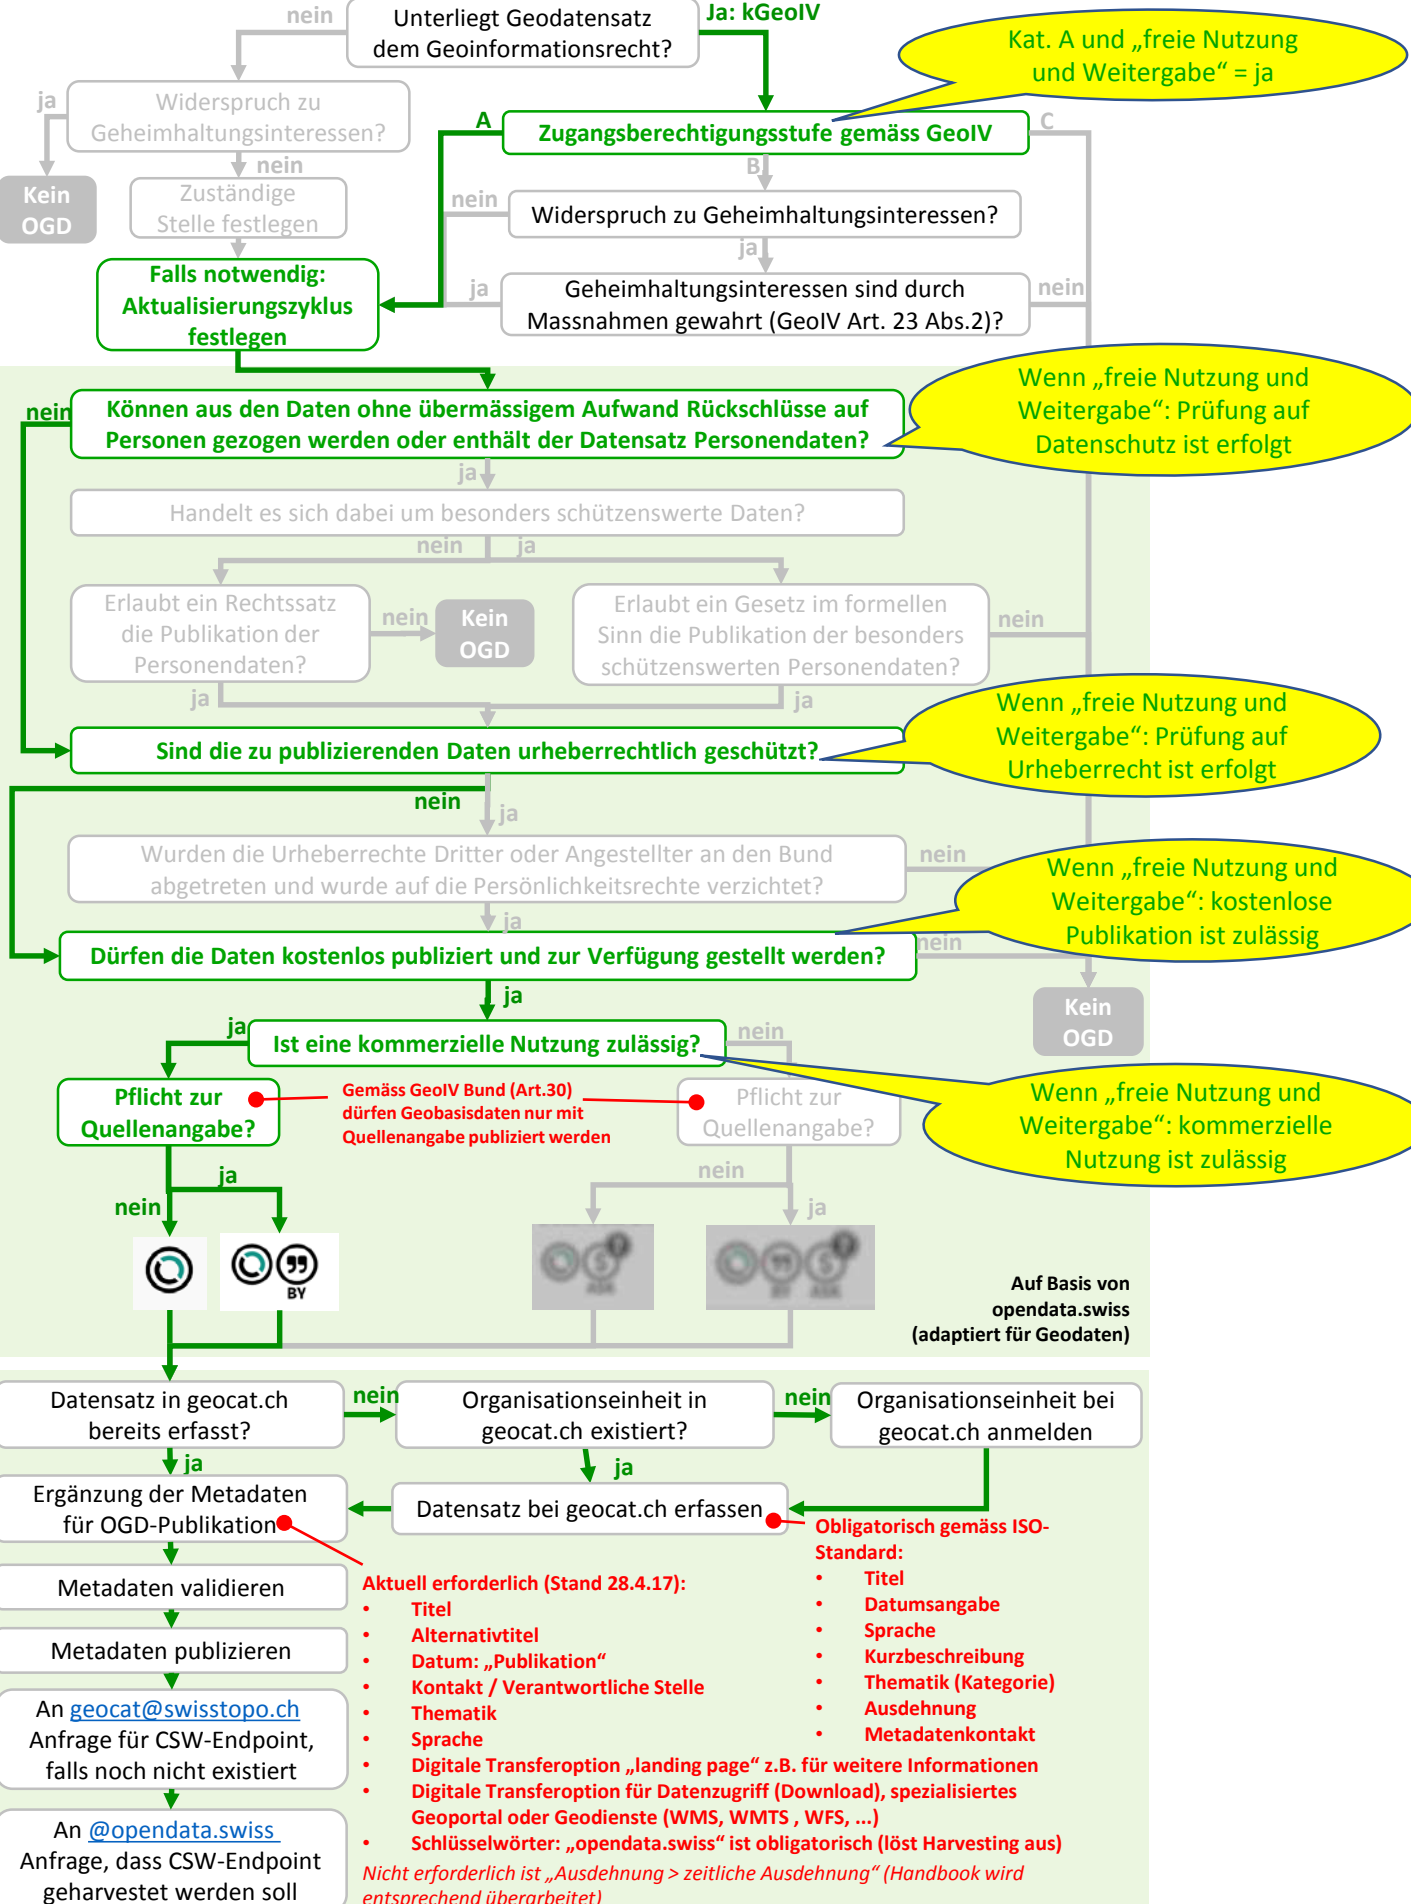 nein
Unterliegt Geodatensatz
dem Geoinformationsrecht?
Ja: kGeoIV
Kat. A und „freie Nutzung
und Weitergabe“ = ja
ja
Widerspruch zu
Geheimhaltungsinteressen?
A
Zugangsberechtigungsstufe gemäss GeoIV
C
nein
B
Kein
OGD
Zuständige
Stelle festlegen
nein
Widerspruch zu Geheimhaltungsinteressen?
ja
Falls notwendig:
Aktualisierungszyklus
festlegen
ja
Geheimhaltungsinteressen sind durch
Massnahmen gewahrt (GeoIV Art. 23 Abs.2)?
nein
nein
Können aus den Daten ohne übermässigem Aufwand Rückschlüsse auf
Personen gezogen werden oder enthält der Datensatz Personendaten?
Wenn „freie Nutzung und
Weitergabe“: Prüfung auf
Datenschutz ist erfolgt
ja
Handelt es sich dabei um besonders schützenswerte Daten?
nein
ja
Erlaubt ein Rechtssatz
die Publikation der
Personendaten?
nein
Kein
OGD
Erlaubt ein Gesetz im formellen
Sinn die Publikation der besonders
schützenswerten Personendaten?
nein
ja
ja
Sind die zu publizierenden Daten urheberrechtlich geschützt?
Wenn „freie Nutzung und
Weitergabe“: Prüfung auf
Urheberrecht ist erfolgt
nein
ja
Wurden die Urheberrechte Dritter oder Angestellter an den Bund
abgetreten und wurde auf die Persönlichkeitsrechte verzichtet?
nein
ja
Wenn „freie Nutzung und
Weitergabe“: kostenlose
Publikation ist zulässig
Dürfen die Daten kostenlos publiziert und zur Verfügung gestellt werden?
nein
ja
Kein
OGD
ja
Ist eine kommerzielle Nutzung zulässig?
nein
Pflicht zur
Quellenangabe?
Gemäss GeoIV Bund (Art.30)
dürfen Geobasisdaten nur mit
Quellenangabe publiziert werden
Pflicht zur
Quellenangabe?
Wenn „freie Nutzung und
Weitergabe“: kommerzielle
Nutzung ist zulässig
ja
nein
nein
ja
BY
ASK
BY ASK
Auf Basis von
opendata.swiss
(adaptiert für Geodaten)
Datensatz in geocat.ch
bereits erfasst?
nein
Organisationseinheit in
geocat.ch existiert?
nein
Organisationseinheit bei
geocat.ch anmelden
ja
ja
Ergänzung der Metadaten
für OGD-Publikation
Datensatz bei geocat.ch erfassen
Obligatorisch gemäss ISO-
Standard:
• Titel
• Datumsangabe
• Sprache
• Kurzbeschreibung
• Thematik (Kategorie)
• Ausdehnung
• Metadatenkontakt
Metadaten validieren
Metadaten publizieren
An geocat@swisstopo.ch
Anfrage für CSW-Endpoint,
falls noch nicht existiert
An @opendata.swiss
Anfrage, dass CSW-Endpoint
geharvestet werden soll
Aktuell erforderlich (Stand 28.4.17):
• Titel
• Alternativtitel
• Datum: „Publikation“
• Kontakt / Verantwortliche Stelle
• Thematik
• Sprache
• Digitale Transferoption „landing page“ z.B. für weitere Informationen
• Digitale Transferoption für Datenzugriff (Download), spezialisiertes
Geoportal oder Geodienste (WMS, WMTS , WFS, ...)
• Schlüsselwörter: „opendata.swiss“ ist obligatorisch (löst Harvesting aus)
Nicht erforderlich ist „Ausdehnung > zeitliche Ausdehnung“ (Handbook wird
entsprechend überarbeitet)